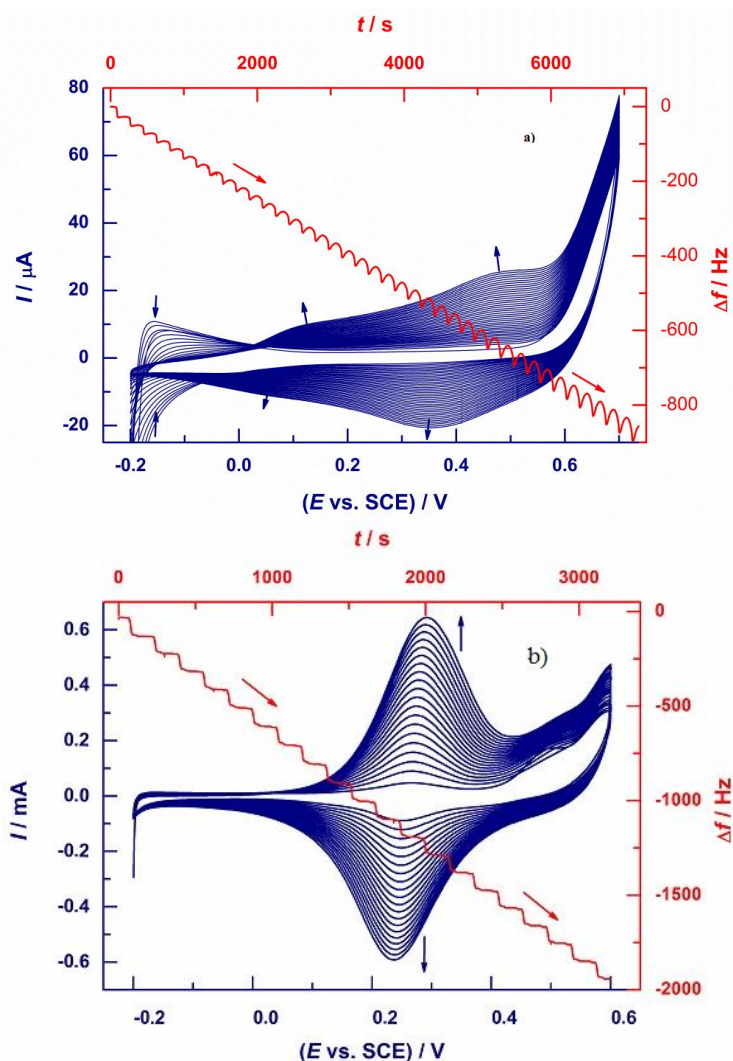 t / s
0 2000 4000 6000
80
60
40
20
0
-20
I / μA
a)
0
-200
-400
-600
-800
Δf / Hz
-0.2 0.0 0.2 0.4 0.6
(E vs. SCE) / V
t / s
0 1000 2000 3000
0.6
0.4
0.2
0.0
-0.2
-0.4
-0.6
I / mA
b)
0
-500
-1000
-1500
-2000
Δf / Hz
-0.2 0.0 0.2 0.4 0.6
(E vs. SCE) / V